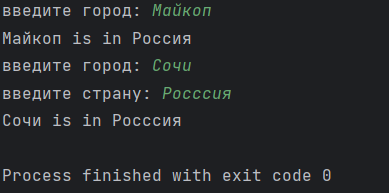 введите город: Майкоп
Майкоп is in Россия
введите город: Сочи
введите страну: Росссия
Сочи is in Росссия
Process finished with exit code 0